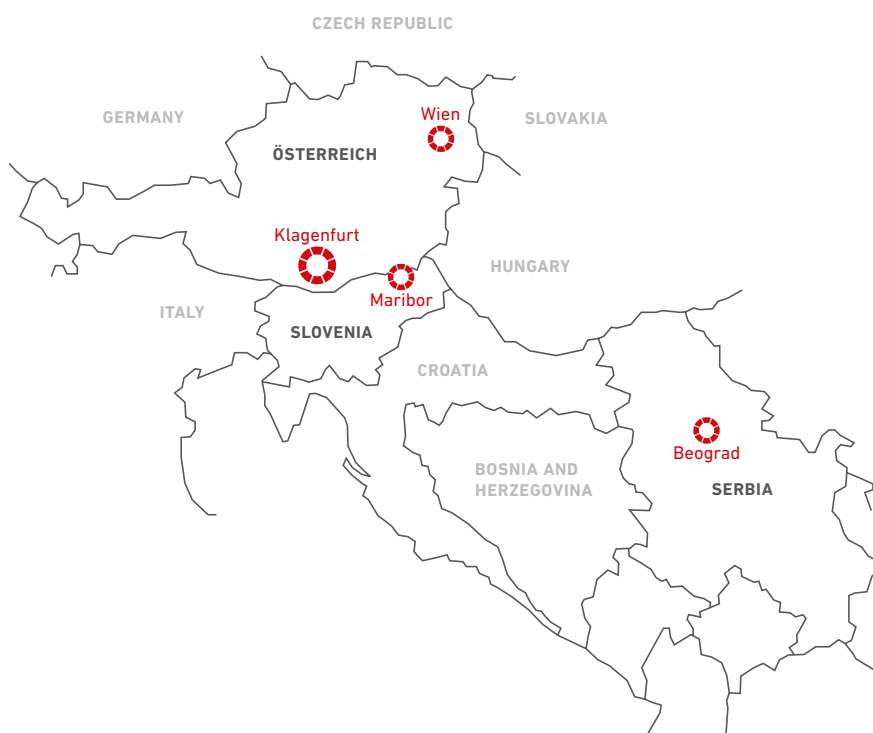 CZECH REPUBLIC
GERMANY
Wien
SLOVAKIA
ÖSTERREICH
Klagenfurt
HUNGARY
Maribor
ITALY
SLOVENIA
CROATIA
Beograd
BOSNIA AND
HERZEGOVINA
SERBIA